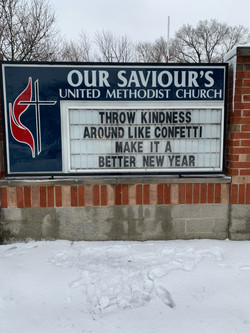 OUR SAVIOUR'S
UNITED METHODIST CHURCH
THROW KINDNESS
AROUND LIKE CONFETTI
MAKE IT A
BETTER NEW YEAR